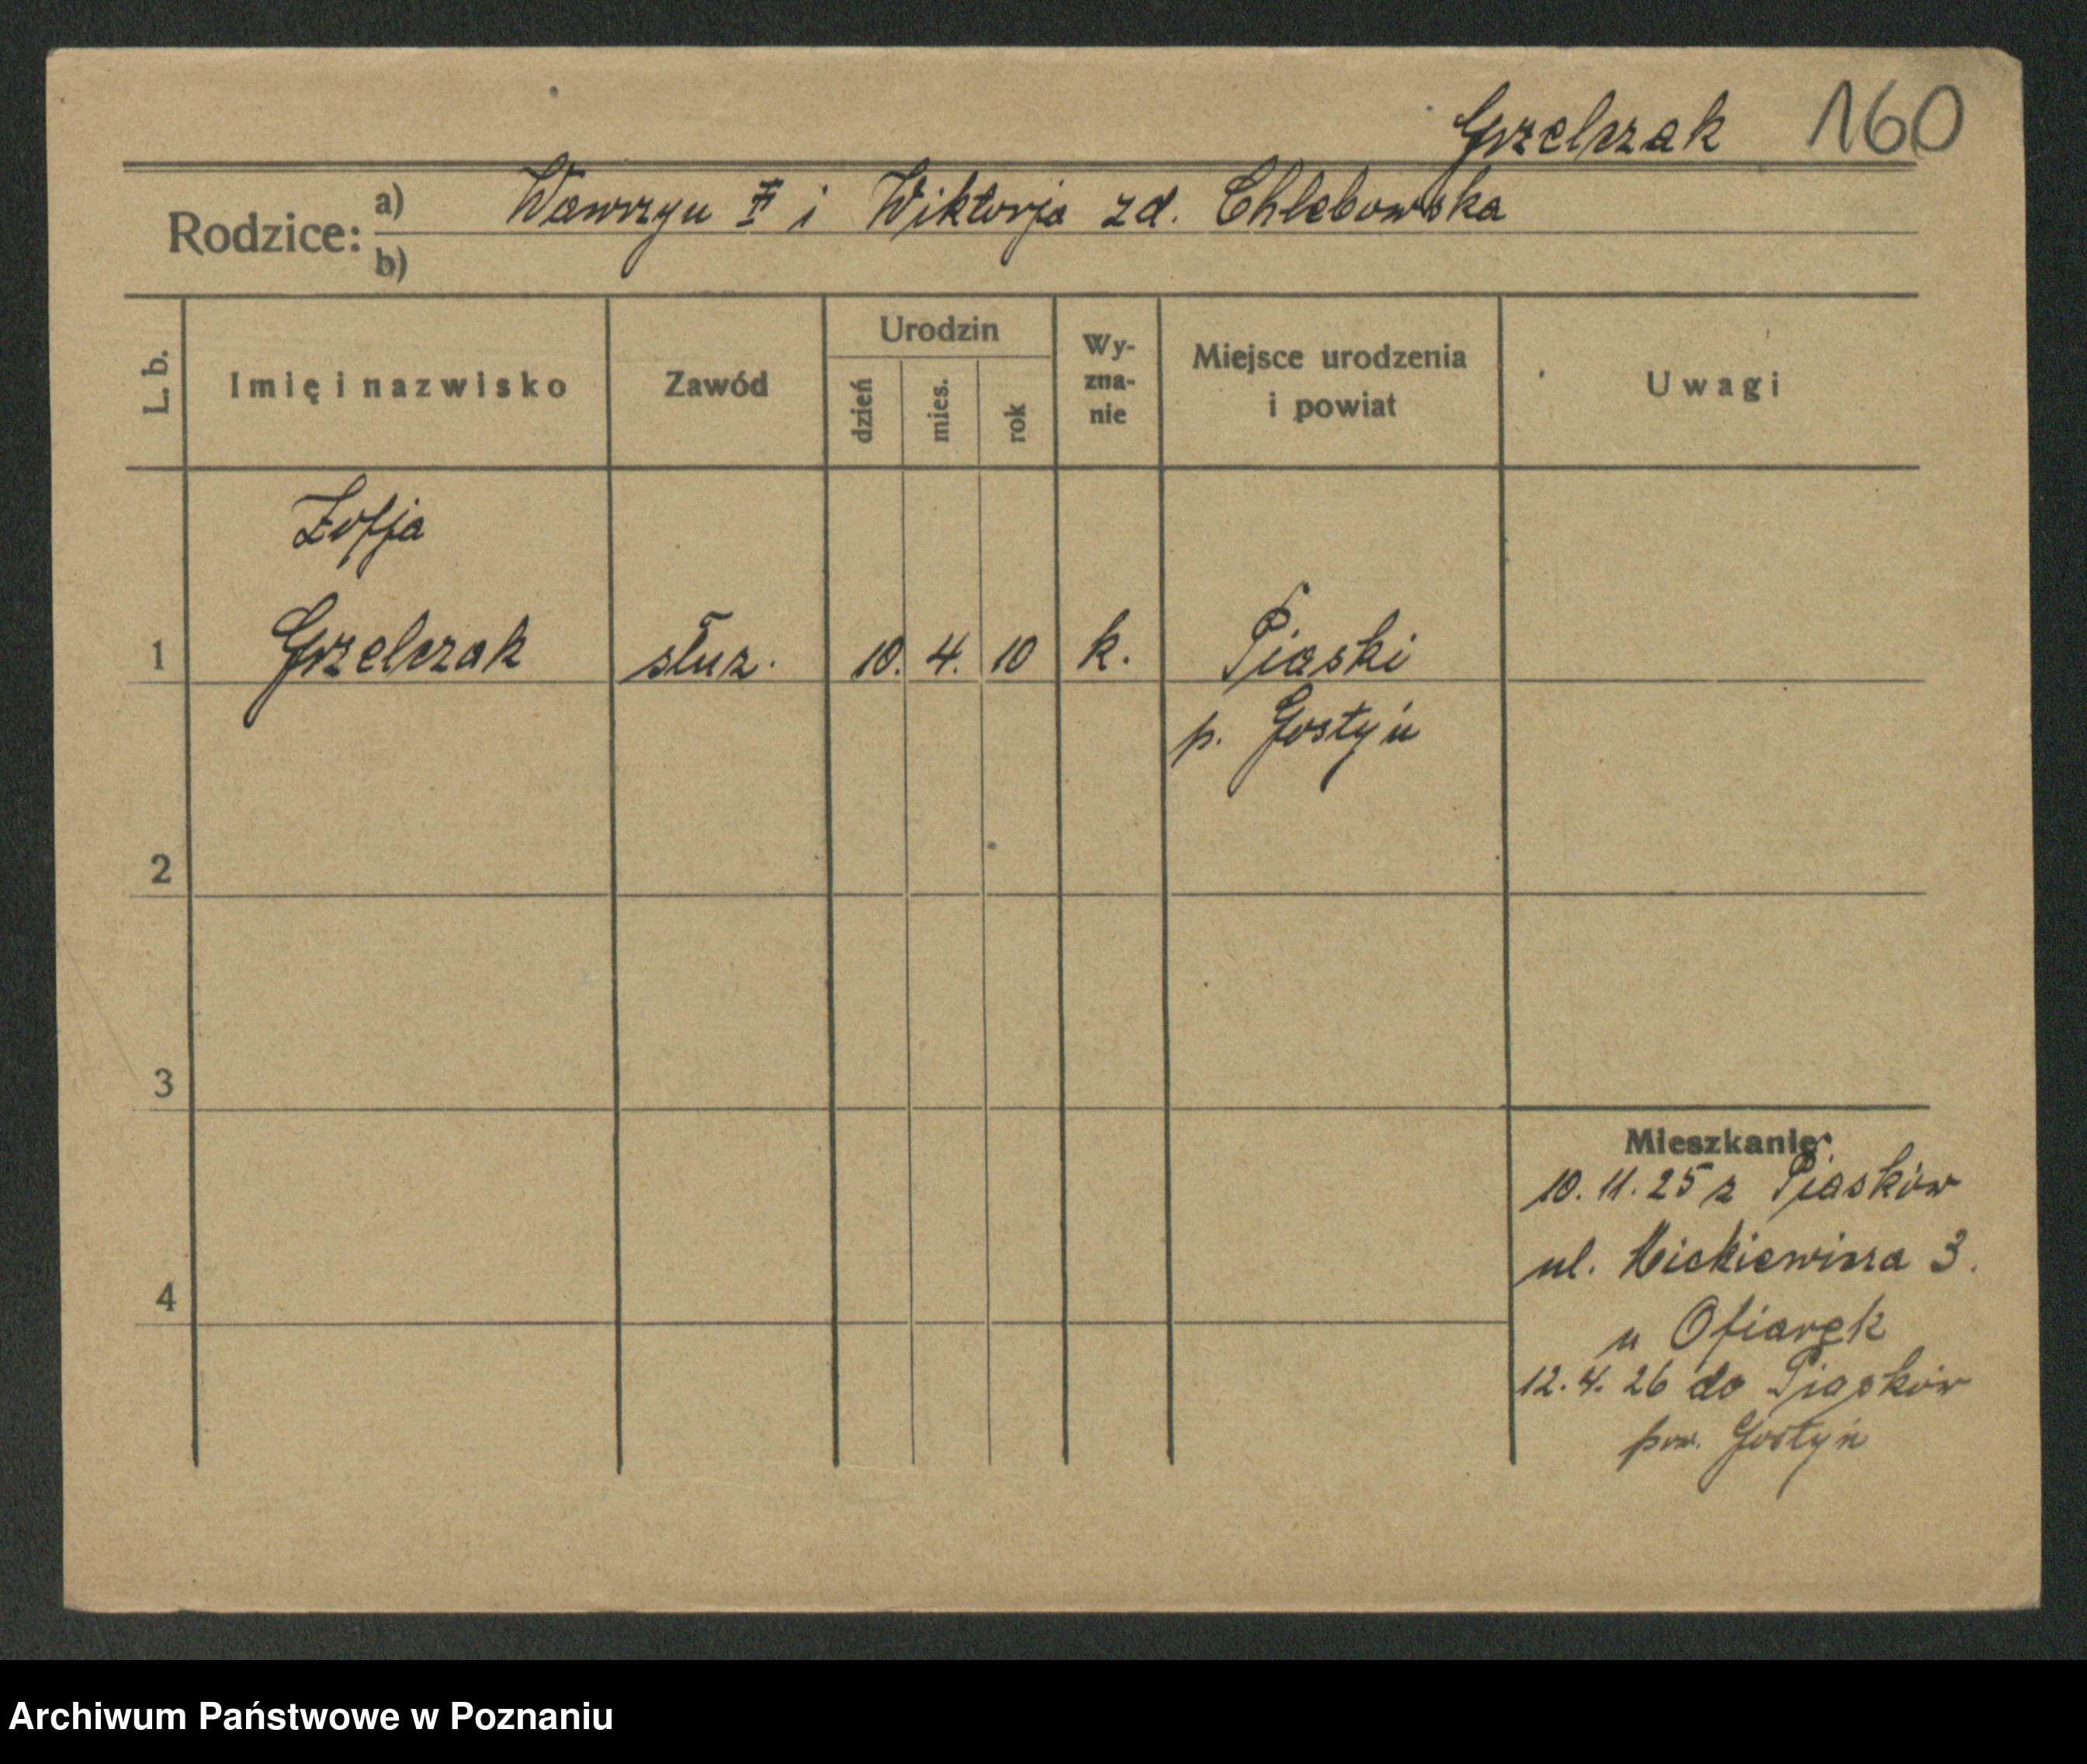 Grzelczak 160
Rodzice: a) Wawrzyn i Wiktorja zd. Chlebowska
b)
L. b. Imię i nazwisko Zawód Urodzin dzień mies. rok Wy-zna-nie Miejsce urodzenia i powiat Uwagi
Zofja
1 Grzelczak służ. 10. 4. 10 k. Piaski
p. Gostyń
2
3
Mieszkanie:
10. 11. 25 z Piasków
ul. Mickiewicza 3.
4
u Ofiarek
12. 4. 26 do Piasków
pow. Gostyń
Archiwum Państwowe w Poznaniu